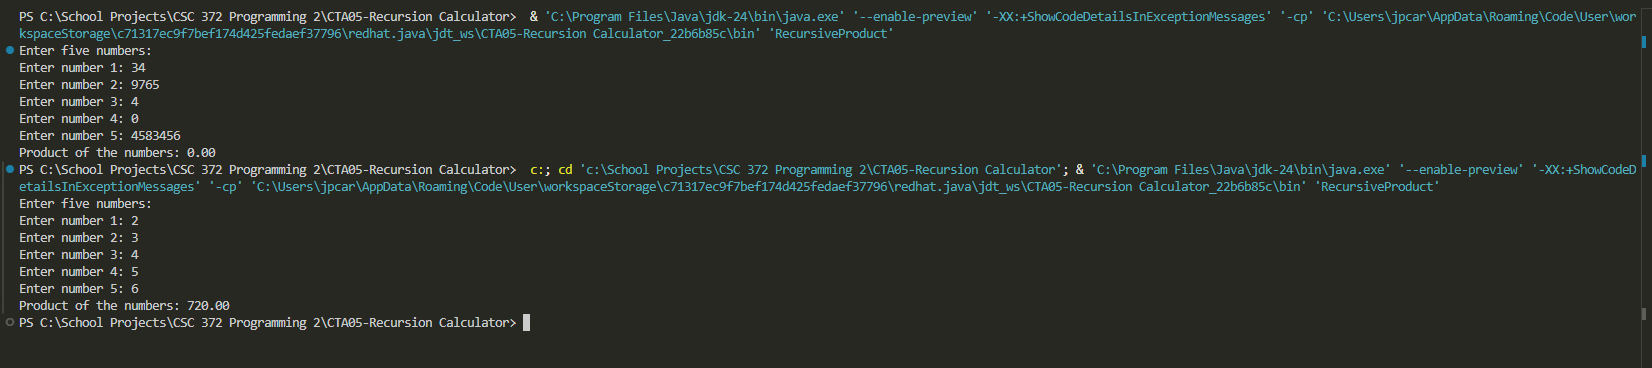 PS C:\School Projects\CSC 372 Programming 2\CTA05-Recursion Calculator>  & 'C:\Program Files\Java\jdk-24\bin\java.exe' '--enable-preview' '-XX:+ShowCodeDetailsInExceptionMessages' '-cp' 'C:\Users\jpcar\AppData\Roaming\Code\User\wor
kspaceStorage\c71317ec9f7bef174d425fedaef37796\redhat.java\jdt_ws\CTA05-Recursion Calculator_22b6b85c\bin' 'RecursiveProduct'
Enter five numbers:
Enter number 1: 34
Enter number 2: 9765
Enter number 3: 4
Enter number 4: 0
Enter number 5: 4583456
Product of the numbers: 0.00
PS C:\School Projects\CSC 372 Programming 2\CTA05-Recursion Calculator>  c:; cd 'c:\School Projects\CSC 372 Programming 2\CTA05-Recursion Calculator'; & 'C:\Program Files\Java\jdk-24\bin\java.exe' '--enable-preview' '-XX:+ShowCodeD
etailsInExceptionMessages' '-cp' 'C:\Users\jpcar\AppData\Roaming\Code\User\workspaceStorage\c71317ec9f7bef174d425fedaef37796\redhat.java\jdt_ws\CTA05-Recursion Calculator_22b6b85c\bin' 'RecursiveProduct'
Enter five numbers:
Enter number 1: 2
Enter number 2: 3
Enter number 3: 4
Enter number 4: 5
Enter number 5: 6
Product of the numbers: 720.00
PS C:\School Projects\CSC 372 Programming 2\CTA05-Recursion Calculator>